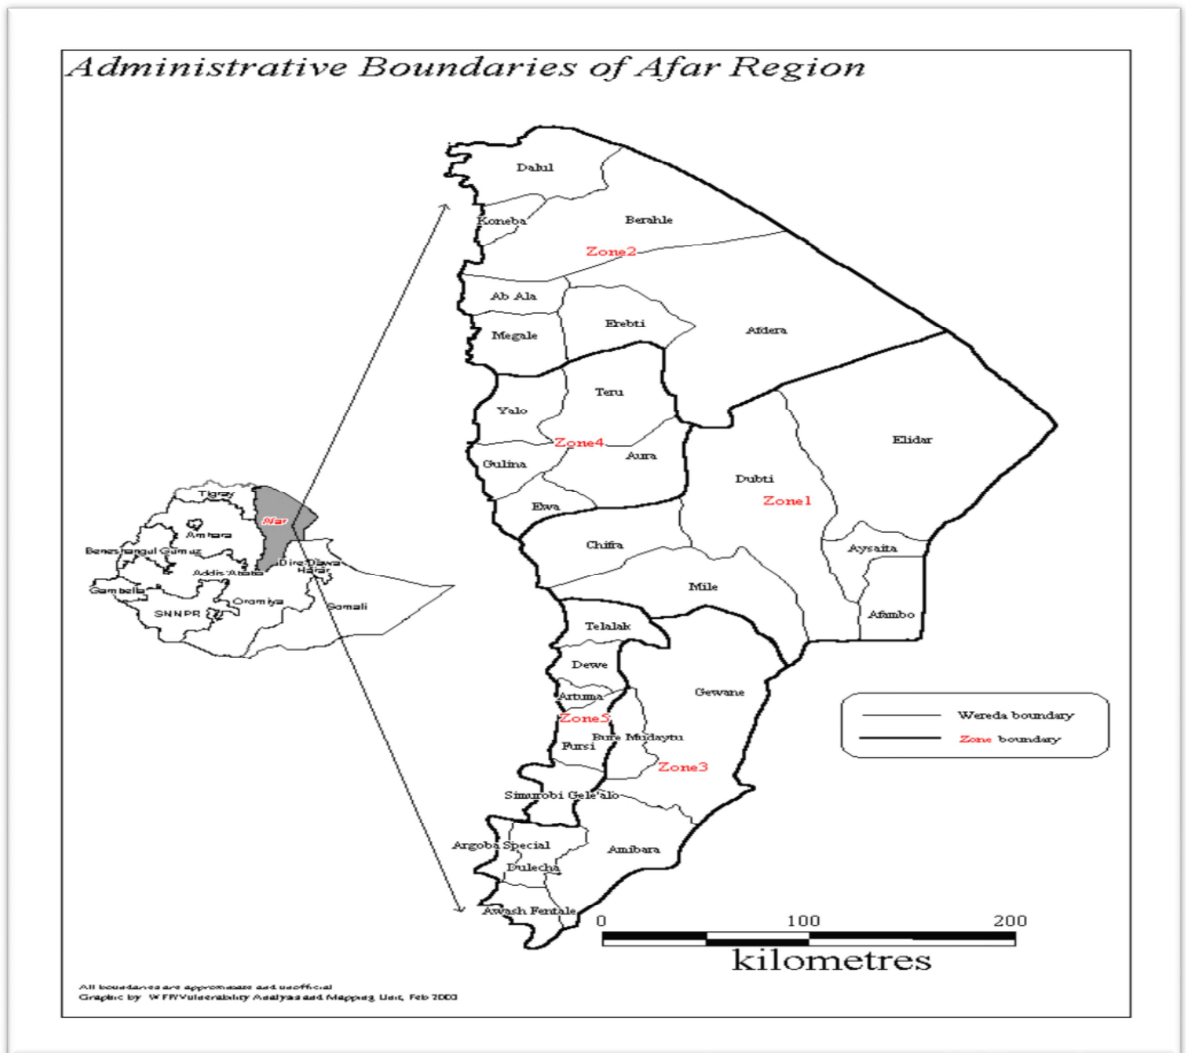 Administrative Boundaries of Afar Region
Dalul
Koneba
Berahle
Zone2
Ab Ala
Erebti
Afdera
Megale
Teru
Yalo
Zone4
Elidar
Aura
Gulina
Dubti
Zone1
Ewa
Chifra
Aysaita
Mile
Afambo
Telalak
Dewe
Gewane
Artuma
Zone5
Bure Mudaytu
Fursi
Zone3
Simurobi Gele'alo
Argoba Special
Amibara
Dulecha
Awash Fentale
Tigray
Afar
Amhara
Beneshangul Gumuz
Addis Ababa
Dire Dawa
Harar
Gambella
Oromiya
Somali
SNNPR
Wereda boundary
Zone boundary
0 100 200
kilometres
All boundaries are approximate and unofficial
Graphic by WFP/Vulnerability Analysis and Mapping Unit, Feb 2003